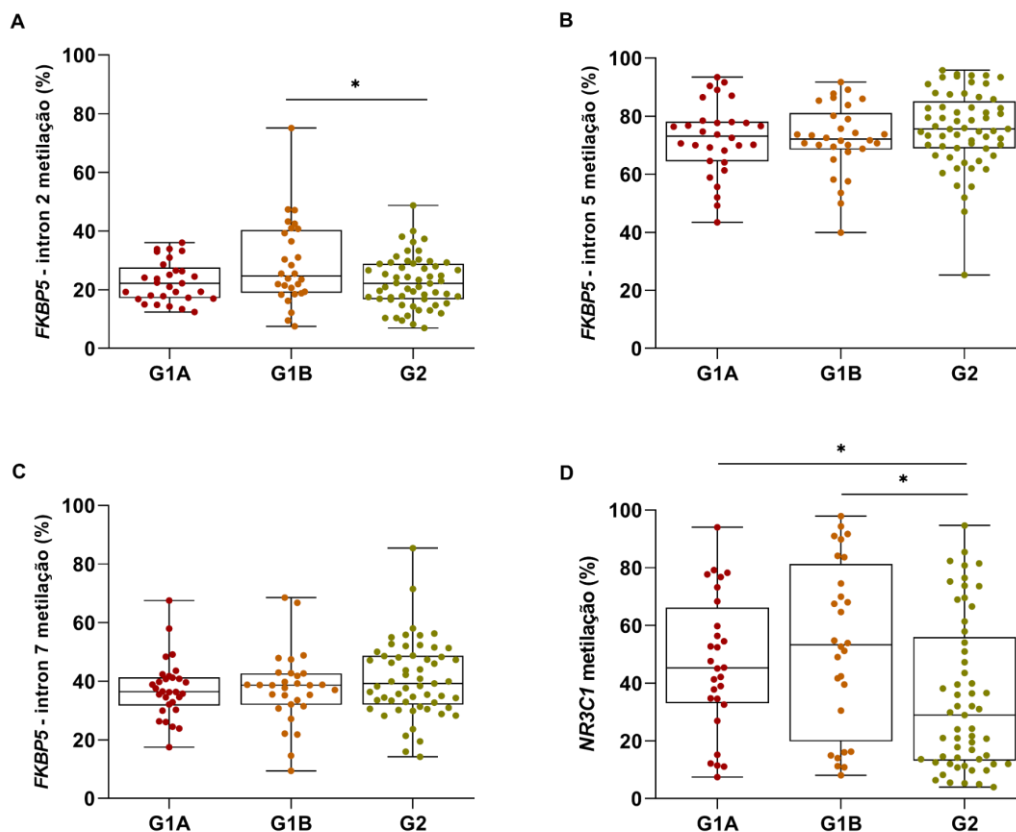 A
FKBP5 - intron 2 metilação (%)
100
80
60
40
20
0
*
G1A G1B G2
B
FKBP5 - intron 5 metilação (%)
100
80
60
40
20
0
G1A G1B G2
C
FKBP5 - intron 7 metilação (%)
100
80
60
40
20
0
G1A G1B G2
D
NR3C1 metilação (%)
*
*
100
80
60
40
20
0
G1A G1B G2